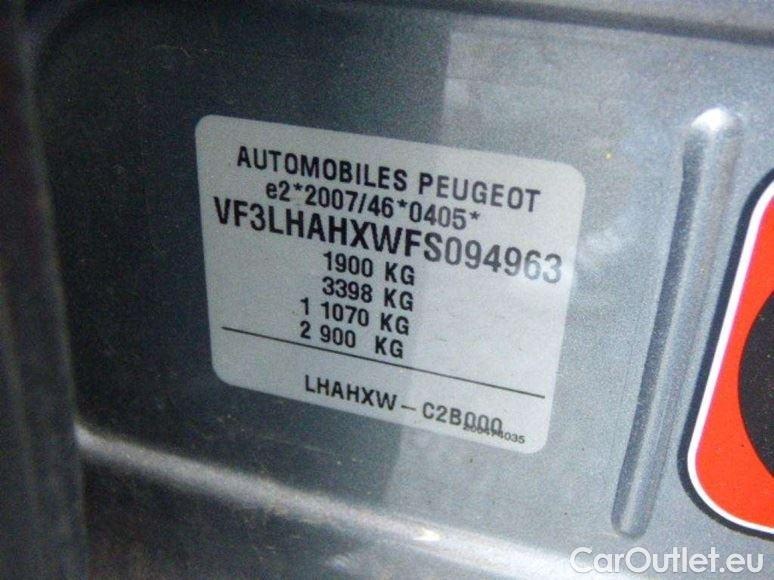 AUTOMOBILES PEUGEOT
e2*2007/46*0405*
VF3LHAHXWFS094963
1900 KG
3398 KG
1 1070 KG
2 900 KG
LHAHXW - C2B000
CarOutlet.eu